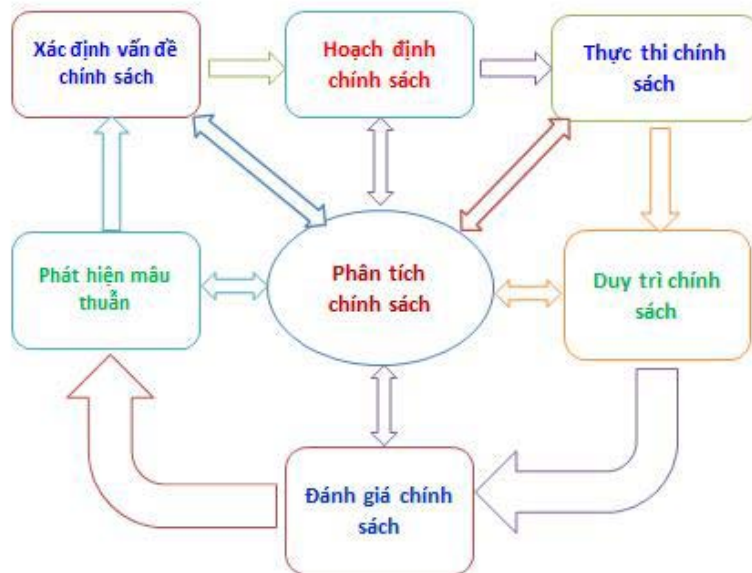 Xác định vấn đề
chính sách
Hoạch định
chính sách
Thực thi chính
sách
Phát hiện mâu
thuẫn
Phân tích
chính sách
Duy trì chính
sách
Đánh giá chính
sách